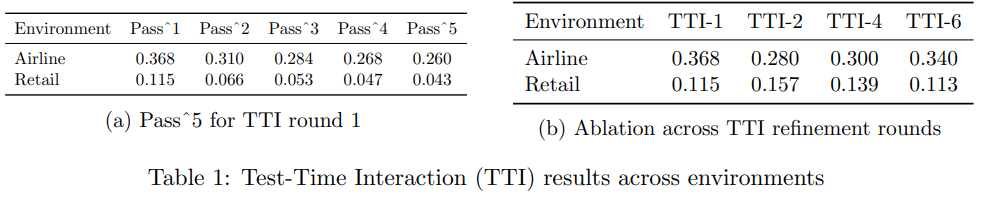 Environment Passˆ1 Passˆ2 Passˆ3 Passˆ4 Passˆ5
Airline 0.368 0.310 0.284 0.268 0.260
Retail 0.115 0.066 0.053 0.047 0.043
(a) Passˆ5 for TTI round 1
Environment TTI-1 TTI-2 TTI-4 TTI-6
Airline 0.368 0.280 0.300 0.340
Retail 0.115 0.157 0.139 0.113
(b) Ablation across TTI refinement rounds
Table 1: Test-Time Interaction (TTI) results across environments